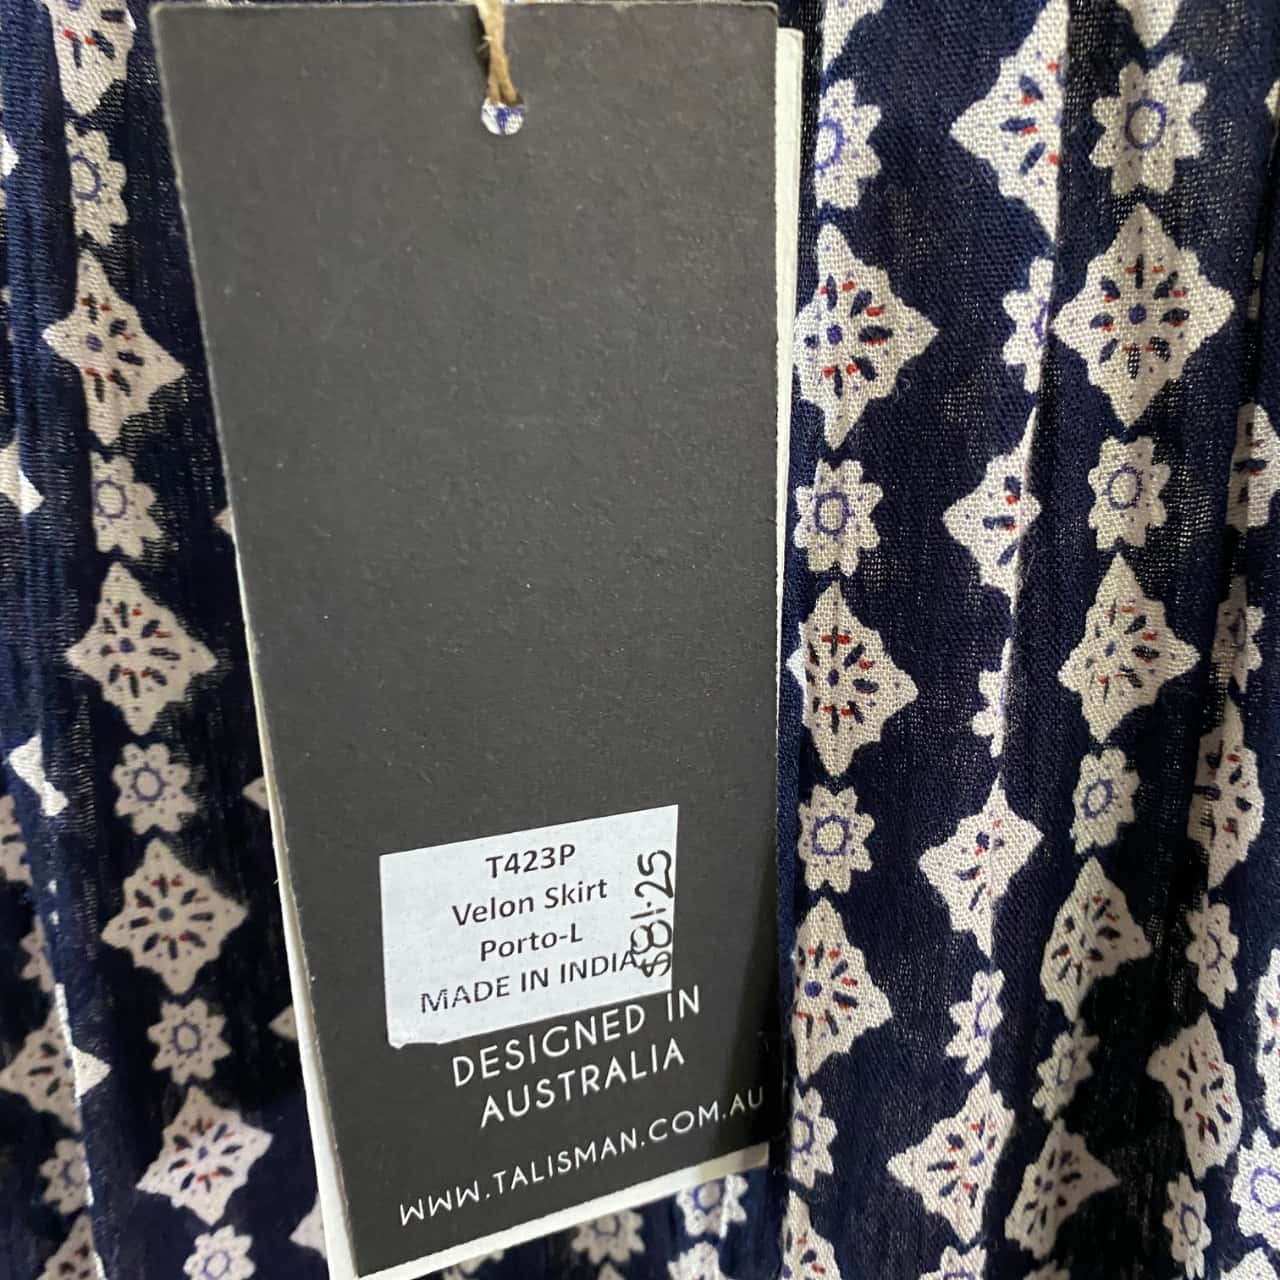 T423P
Velon Skirt
Porto-L
MADE IN INDIA
$81.25
DESIGNED IN
AUSTRALIA
WWW.TALISMAN.COM.AU